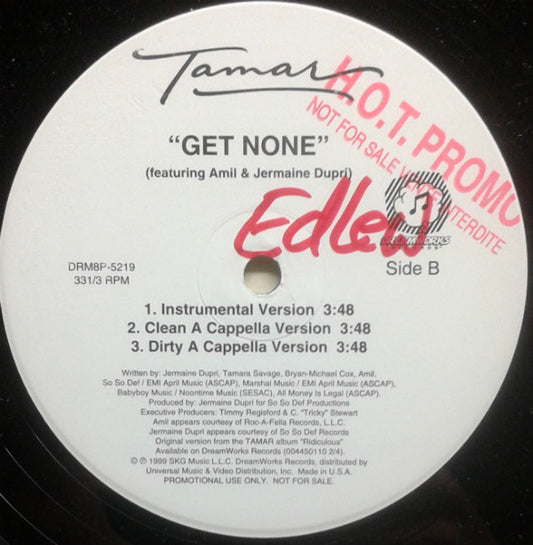 Tamar
H.O.T. PROMO
NOT FOR SALE VENTE INTERDITE
“GET NONE”
(featuring Amil & Jermaine Dupri)
Edlew
DREAMWORKS
DRM8P-5219
331/3 RPM
Side B
1. Instrumental Version 3:48
2. Clean A Cappella Version 3:48
3. Dirty A Cappella Version 3:48
Written by: Jermaine Dupri, Tamara Savage, Bryan-Michael Cox, Amil.
So So Def / EMI April Music (ASCAP), Marshal Music / EMI April Music (ASCAP),
Babyboy Music / Noontime Music (SESAC), All Money Is Legal (ASCAP)
Produced by: Jermaine Dupri for So So Def Productions
Executive Producers: Timmy Regisford & C. "Tricky" Stewart
Amil appears courtesy of Roc-A-Fella Records, L.L.C.
Jermaine Dupri appears courtesy of So So Def Records
Original version from the TAMAR album "Ridiculous"
Available on DreamWorks Records (004450110 2/4)
© ℗ 1999 SKG Music L.L.C. DreamWorks Records, distributed by
Universal Music & Video Distribution, Inc. Made in U.S.A.
PROMOTIONAL USE ONLY. NOT FOR SALE.